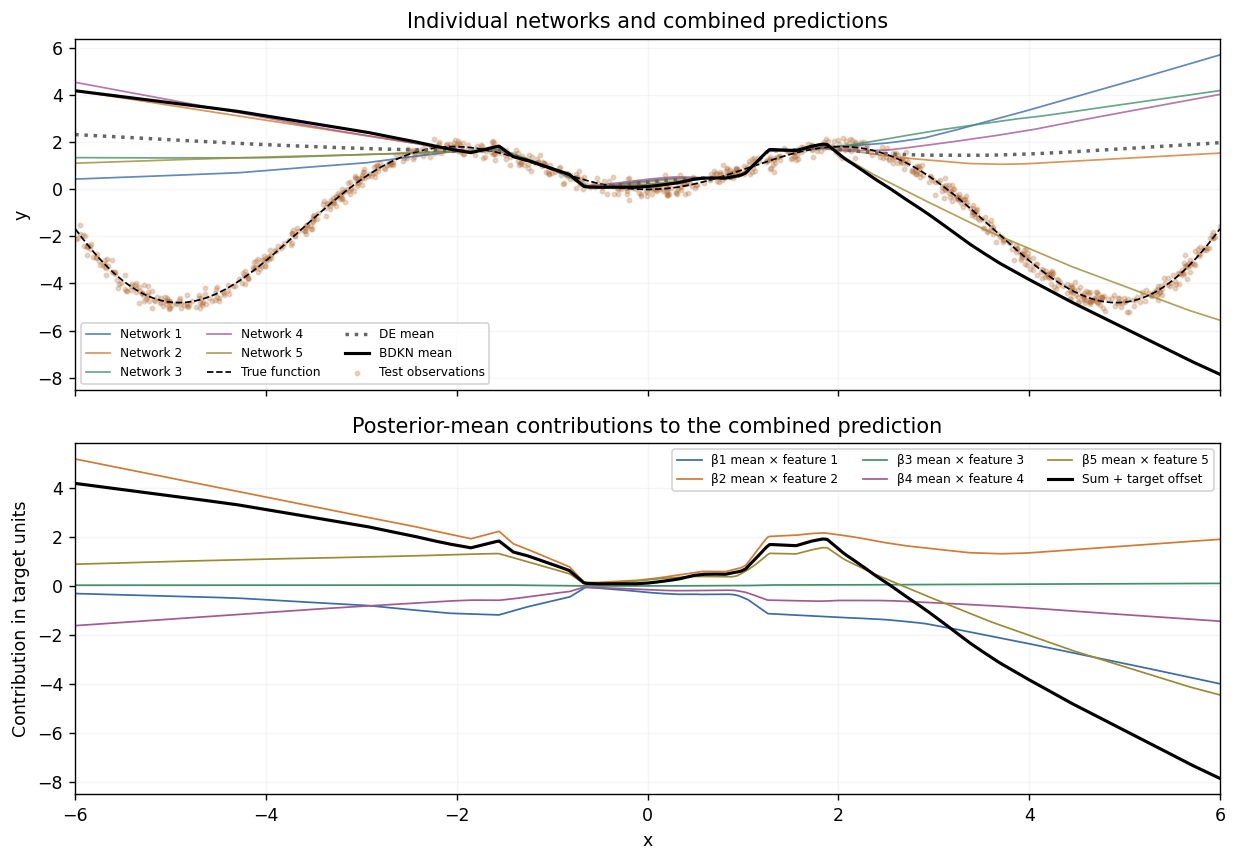 Individual networks and combined predictions
6
4
2
0
−2
−4
−6
−8
y
Network 1
Network 2
Network 3
Network 4
Network 5
True function
DE mean
BDKN mean
Test observations
Posterior-mean contributions to the combined prediction
4
2
0
−2
−4
−6
−8
Contribution in target units
β1 mean × feature 1
β2 mean × feature 2
β3 mean × feature 3
β4 mean × feature 4
β5 mean × feature 5
Sum + target offset
−6
−4
−2
0
2
4
6
x